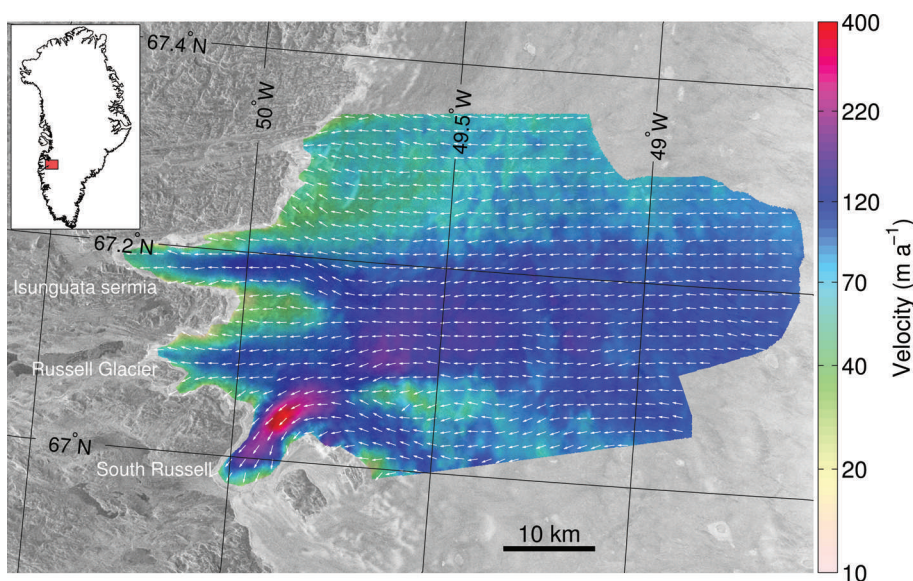 67.4°N
50°W
49.5°W
49°W
67.2°N
Isunguata sermia
Russell Glacier
67°N
South Russell
10 km
400
220
120
70
40
20
10
Velocity (m a⁻¹)